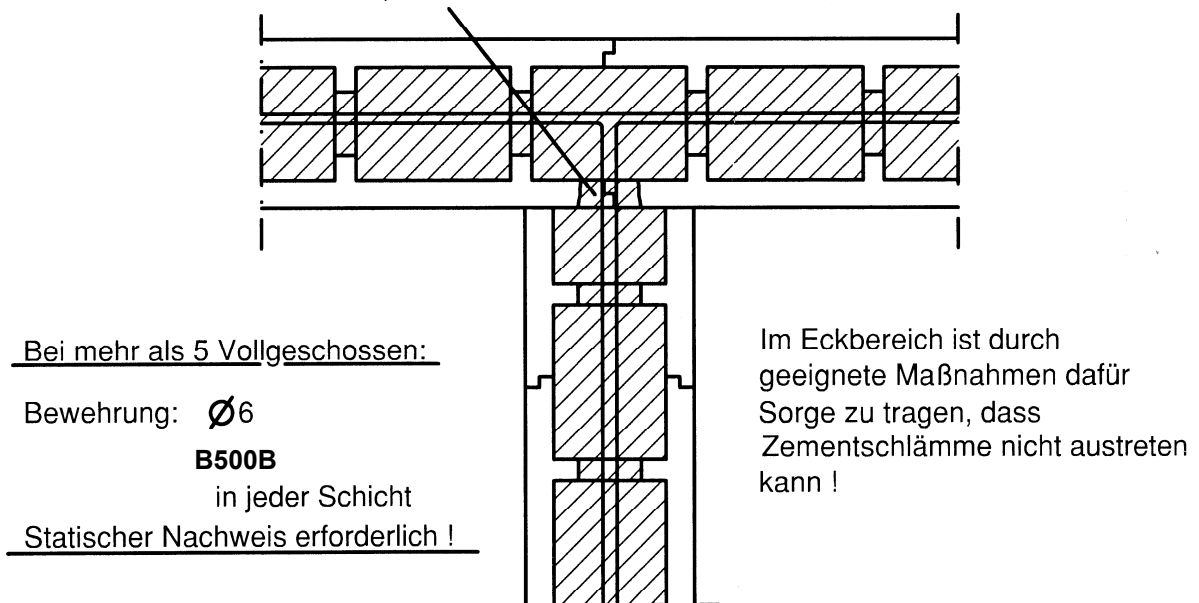 Bei mehr als 5 Vollgeschossen:
Bewehrung: Ø6
B500B
in jeder Schicht
Statischer Nachweis erforderlich !
Im Eckbereich ist durch
geeignete Maßnahmen dafür
Sorge zu tragen, dass
Zementschlämme nicht austreten
kann !